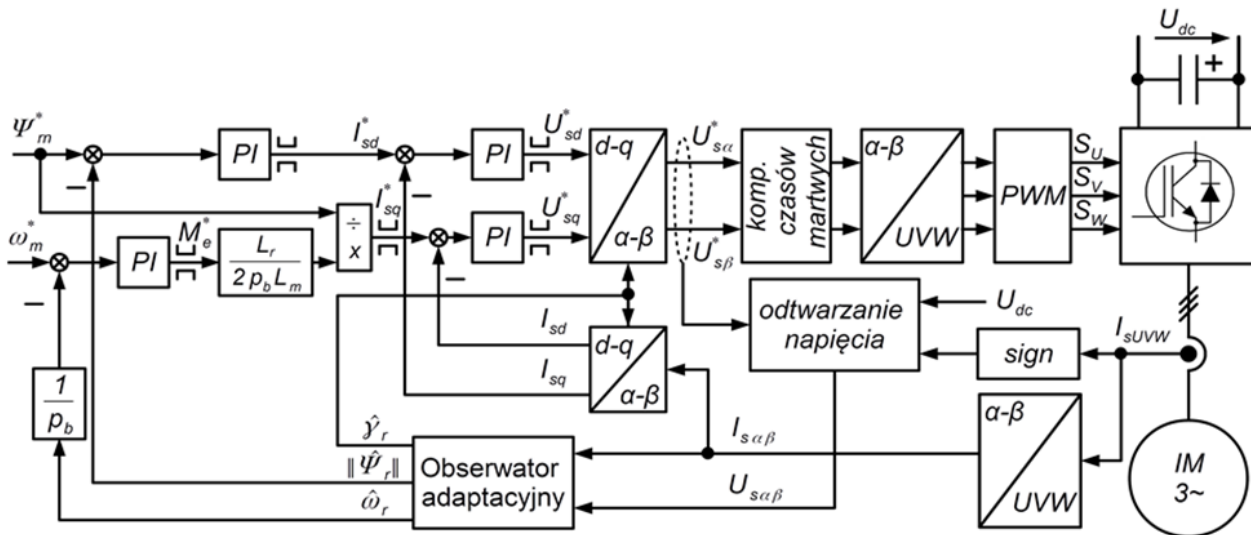 U_dc
+
Ψ*_m
PI
I*_sd
PI
U*_sd
d-q
α-β
U*_sα
U*_sβ
komp.
czasów
martwych
α-β
UVW
PWM
S_U
S_V
S_W
ω*_m
PI
M*_e
L_r
2 p_b L_m
÷
x
I*_sq
PI
U*_sq
I_sd
I_sq
d-q
α-β
odtwarzanie
napięcia
U_dc
sign
I_sUVW
1
p_b
γ̂_r
‖Ψ̂_r‖
ω̂_r
Obserwator
adaptacyjny
I_sαβ
U_sαβ
α-β
UVW
IM
3~